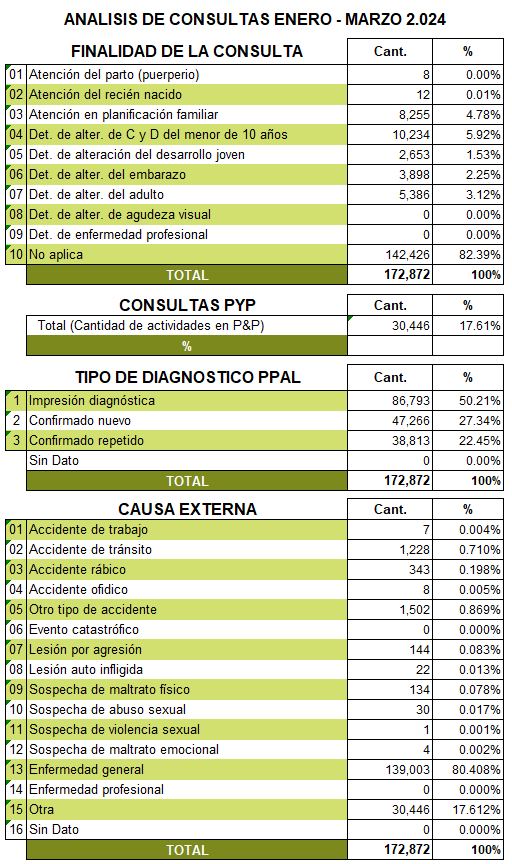 ANALISIS DE CONSULTAS ENERO - MARZO 2.024
FINALIDAD DE LA CONSULTA Cant. %
01 Atención del parto (puerperio) 8 0.00%
02 Atención del recién nacido 12 0.01%
03 Atención en planificación familiar 8,255 4.78%
04 Det. de alter. de C y D del menor de 10 años 10,234 5.92%
05 Det. de alteración del desarrollo joven 2,653 1.53%
06 Det. de alter. del embarazo 3,898 2.25%
07 Det. de alter. del adulto 5,386 3.12%
08 Det. de alter. de agudeza visual 0 0.00%
09 Det. de enfermedad profesional 0 0.00%
10 No aplica 142,426 82.39%
TOTAL 172,872 100%
CONSULTAS PYP Cant. %
Total (Cantidad de actividades en P&P) 30,446 17.61%
%
TIPO DE DIAGNOSTICO PPAL Cant. %
1 Impresión diagnóstica 86,793 50.21%
2 Confirmado nuevo 47,266 27.34%
3 Confirmado repetido 38,813 22.45%
Sin Dato 0 0.00%
TOTAL 172,872 100%
CAUSA EXTERNA Cant. %
01 Accidente de trabajo 7 0.004%
02 Accidente de tránsito 1,228 0.710%
03 Accidente rábico 343 0.198%
04 Accidente ofidico 8 0.005%
05 Otro tipo de accidente 1,502 0.869%
06 Evento catastrófico 0 0.000%
07 Lesión por agresión 144 0.083%
08 Lesión auto infligida 22 0.013%
09 Sospecha de maltrato físico 134 0.078%
10 Sospecha de abuso sexual 30 0.017%
11 Sospecha de violencia sexual 1 0.001%
12 Sospecha de maltrato emocional 4 0.002%
13 Enfermedad general 139,003 80.408%
14 Enfermedad profesional 0 0.000%
15 Otra 30,446 17.612%
16 Sin Dato 0 0.000%
TOTAL 172,872 100%